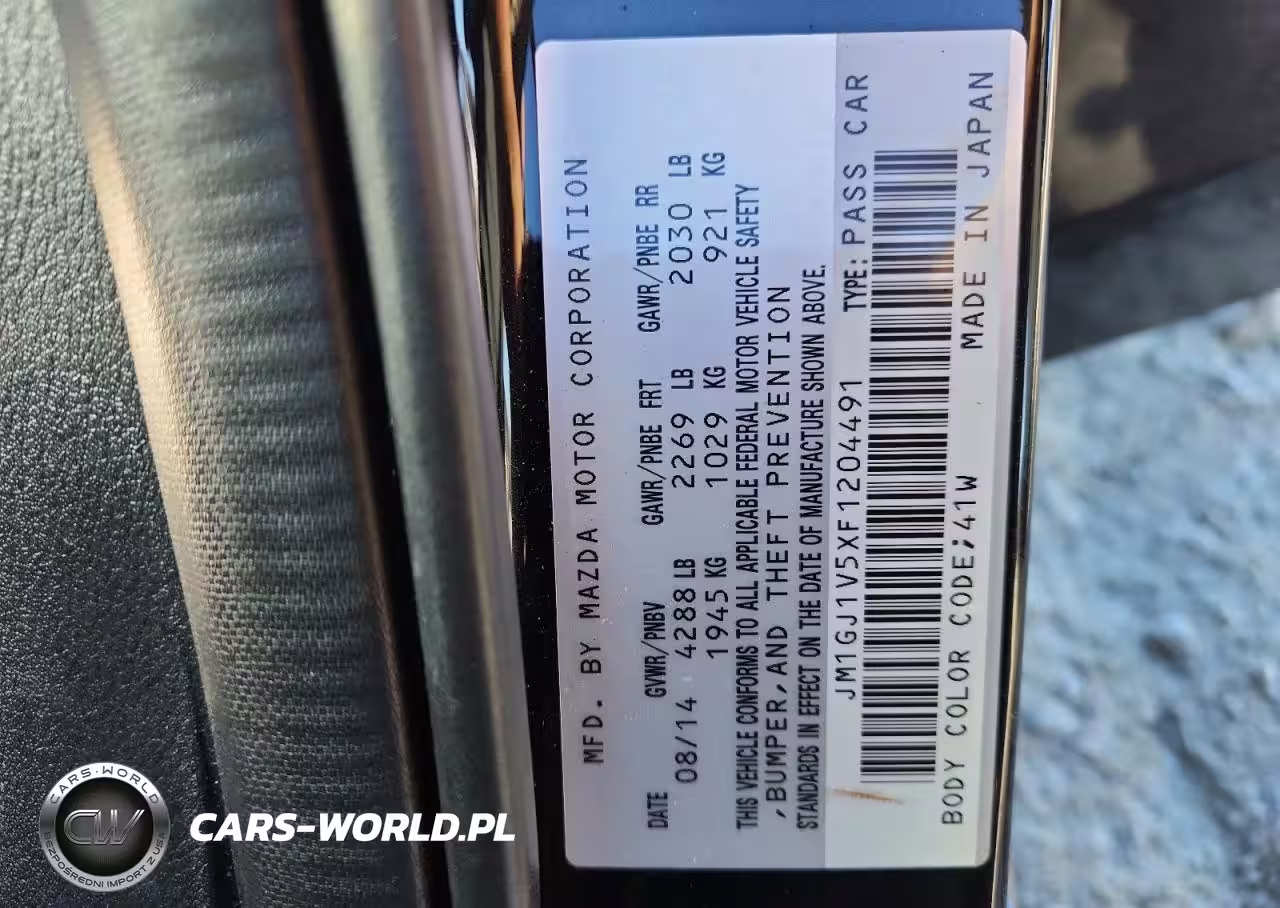 MFD. BY MAZDA MOTOR CORPORATION
DATE GVWR/PNBV GAWR/PNBE FRT GAWR/PNBE RR
08/14 4288 LB 2269 LB 2030 LB
1945 KG 1029 KG 921 KG
THIS VEHICLE CONFORMS TO ALL APPLICABLE FEDERAL MOTOR VEHICLE SAFETY
,BUMPER,AND THEFT PREVENTION
STANDARDS IN EFFECT ON THE DATE OF MANUFACTURE SHOWN ABOVE.
JM1GJ1V5XF1204491 TYPE: PASS CAR
BODY COLOR CODE;41W MADE IN JAPAN
CARS-WORLD
CW
BEZPOŚREDNI IMPORT Z USA
CARS-WORLD.PL